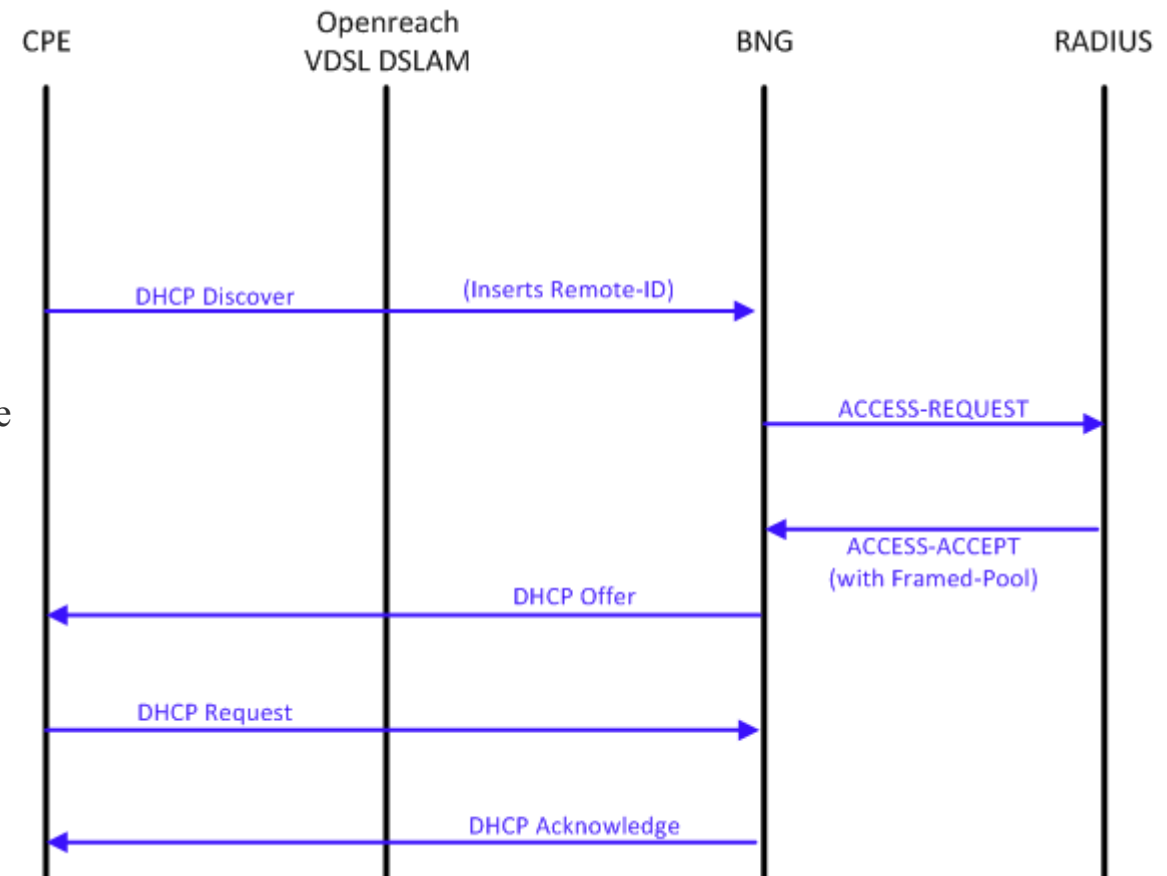 CPE
Openreach
VDSL DSLAM
BNG
RADIUS
DHCP Discover
(Inserts Remote-ID)
e
ACCESS-REQUEST
ACCESS-ACCEPT
(with Framed-Pool)
DHCP Offer
DHCP Request
DHCP Acknowledge